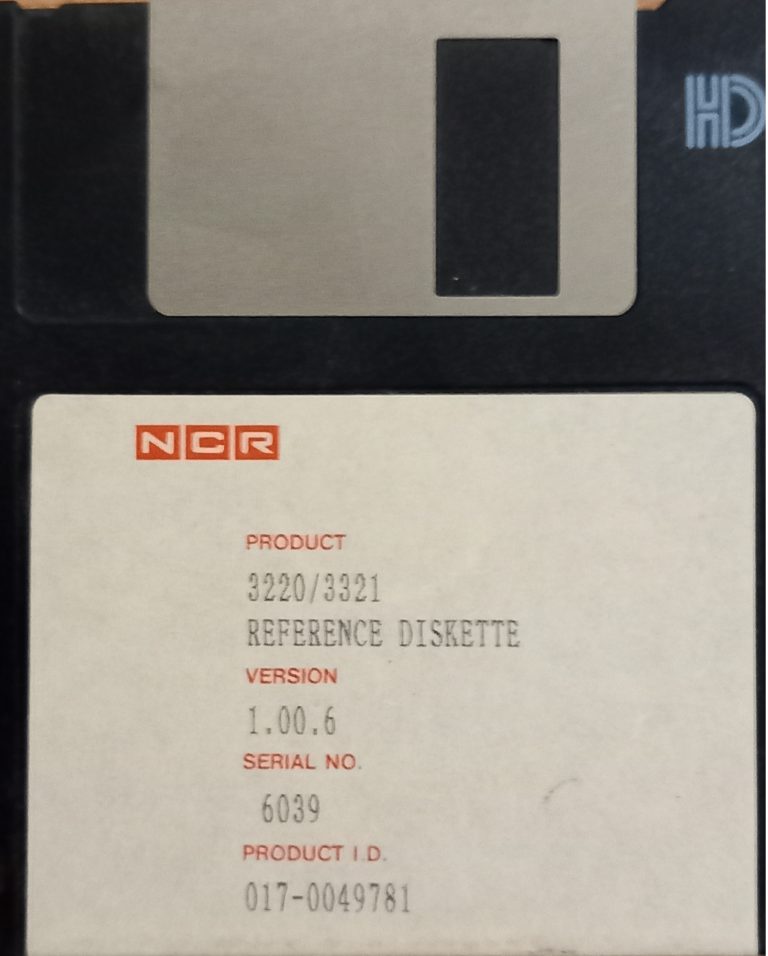 HD
NCR
PRODUCT
3220/3321
REFERENCE DISKETTE
VERSION
1.00.6
SERIAL NO.
6039
PRODUCT I.D.
017-0049781